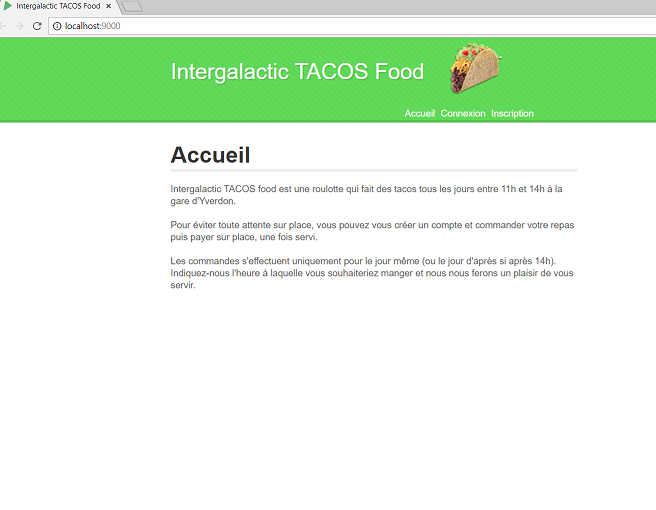 Intergalactic TACOS Food
localhost:9000
Intergalactic TACOS Food
Accueil Connexion Inscription
Accueil
Intergalactic TACOS food est une roulotte qui fait des tacos tous les jours entre 11h et 14h à la
gare d'Yverdon.
Pour éviter toute attente sur place, vous pouvez vous créer un compte et commander votre repas
puis payer sur place, une fois servi.
Les commandes s'effectuent uniquement pour le jour même (ou le jour d'après si après 14h).
Indiquez-nous l'heure à laquelle vous souhaiteriez manger et nous nous ferons un plaisir de vous
servir.